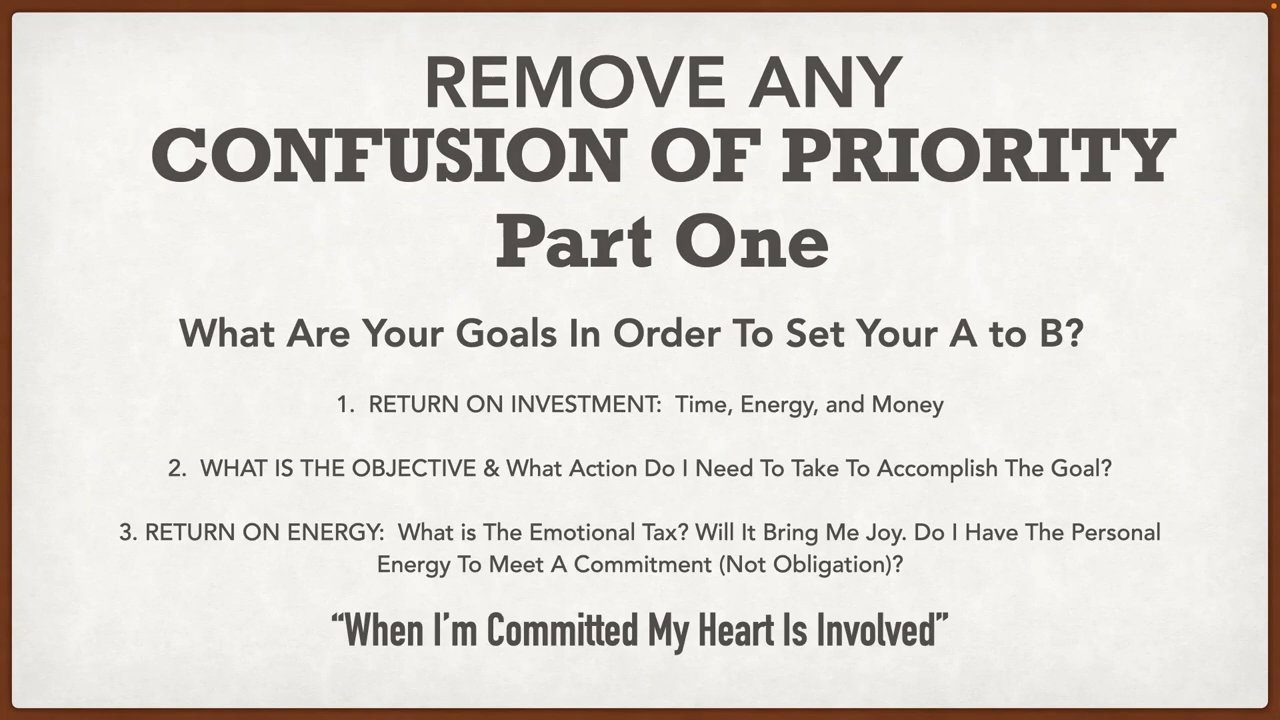 REMOVE ANY
CONFUSION OF PRIORITY
Part One
What Are Your Goals In Order To Set Your A to B?
1.  RETURN ON INVESTMENT:  Time, Energy, and Money
2.  WHAT IS THE OBJECTIVE & What Action Do I Need To Take To Accomplish The Goal?
3. RETURN ON ENERGY:  What is The Emotional Tax? Will It Bring Me Joy. Do I Have The Personal
Energy To Meet A Commitment (Not Obligation)?
“When I’m Committed My Heart Is Involved”